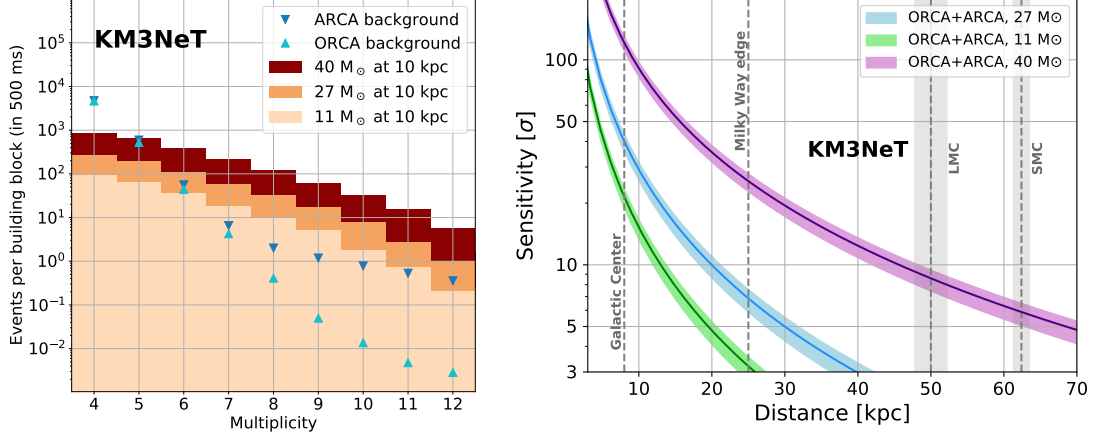 KM3NeT
ARCA background
ORCA background
40 M⊙ at 10 kpc
27 M⊙ at 10 kpc
11 M⊙ at 10 kpc
Events per building block (in 500 ms)
10⁵
10⁴
10³
10²
10¹
10⁰
10⁻¹
10⁻²
4 5 6 7 8 9 10 11 12
Multiplicity
ORCA+ARCA, 27 M⊙
ORCA+ARCA, 11 M⊙
ORCA+ARCA, 40 M⊙
KM3NeT
Galactic Center
Milky Way edge
LMC
SMC
Sensitivity [σ]
100
50
10
5
3
10 20 30 40 50 60 70
Distance [kpc]